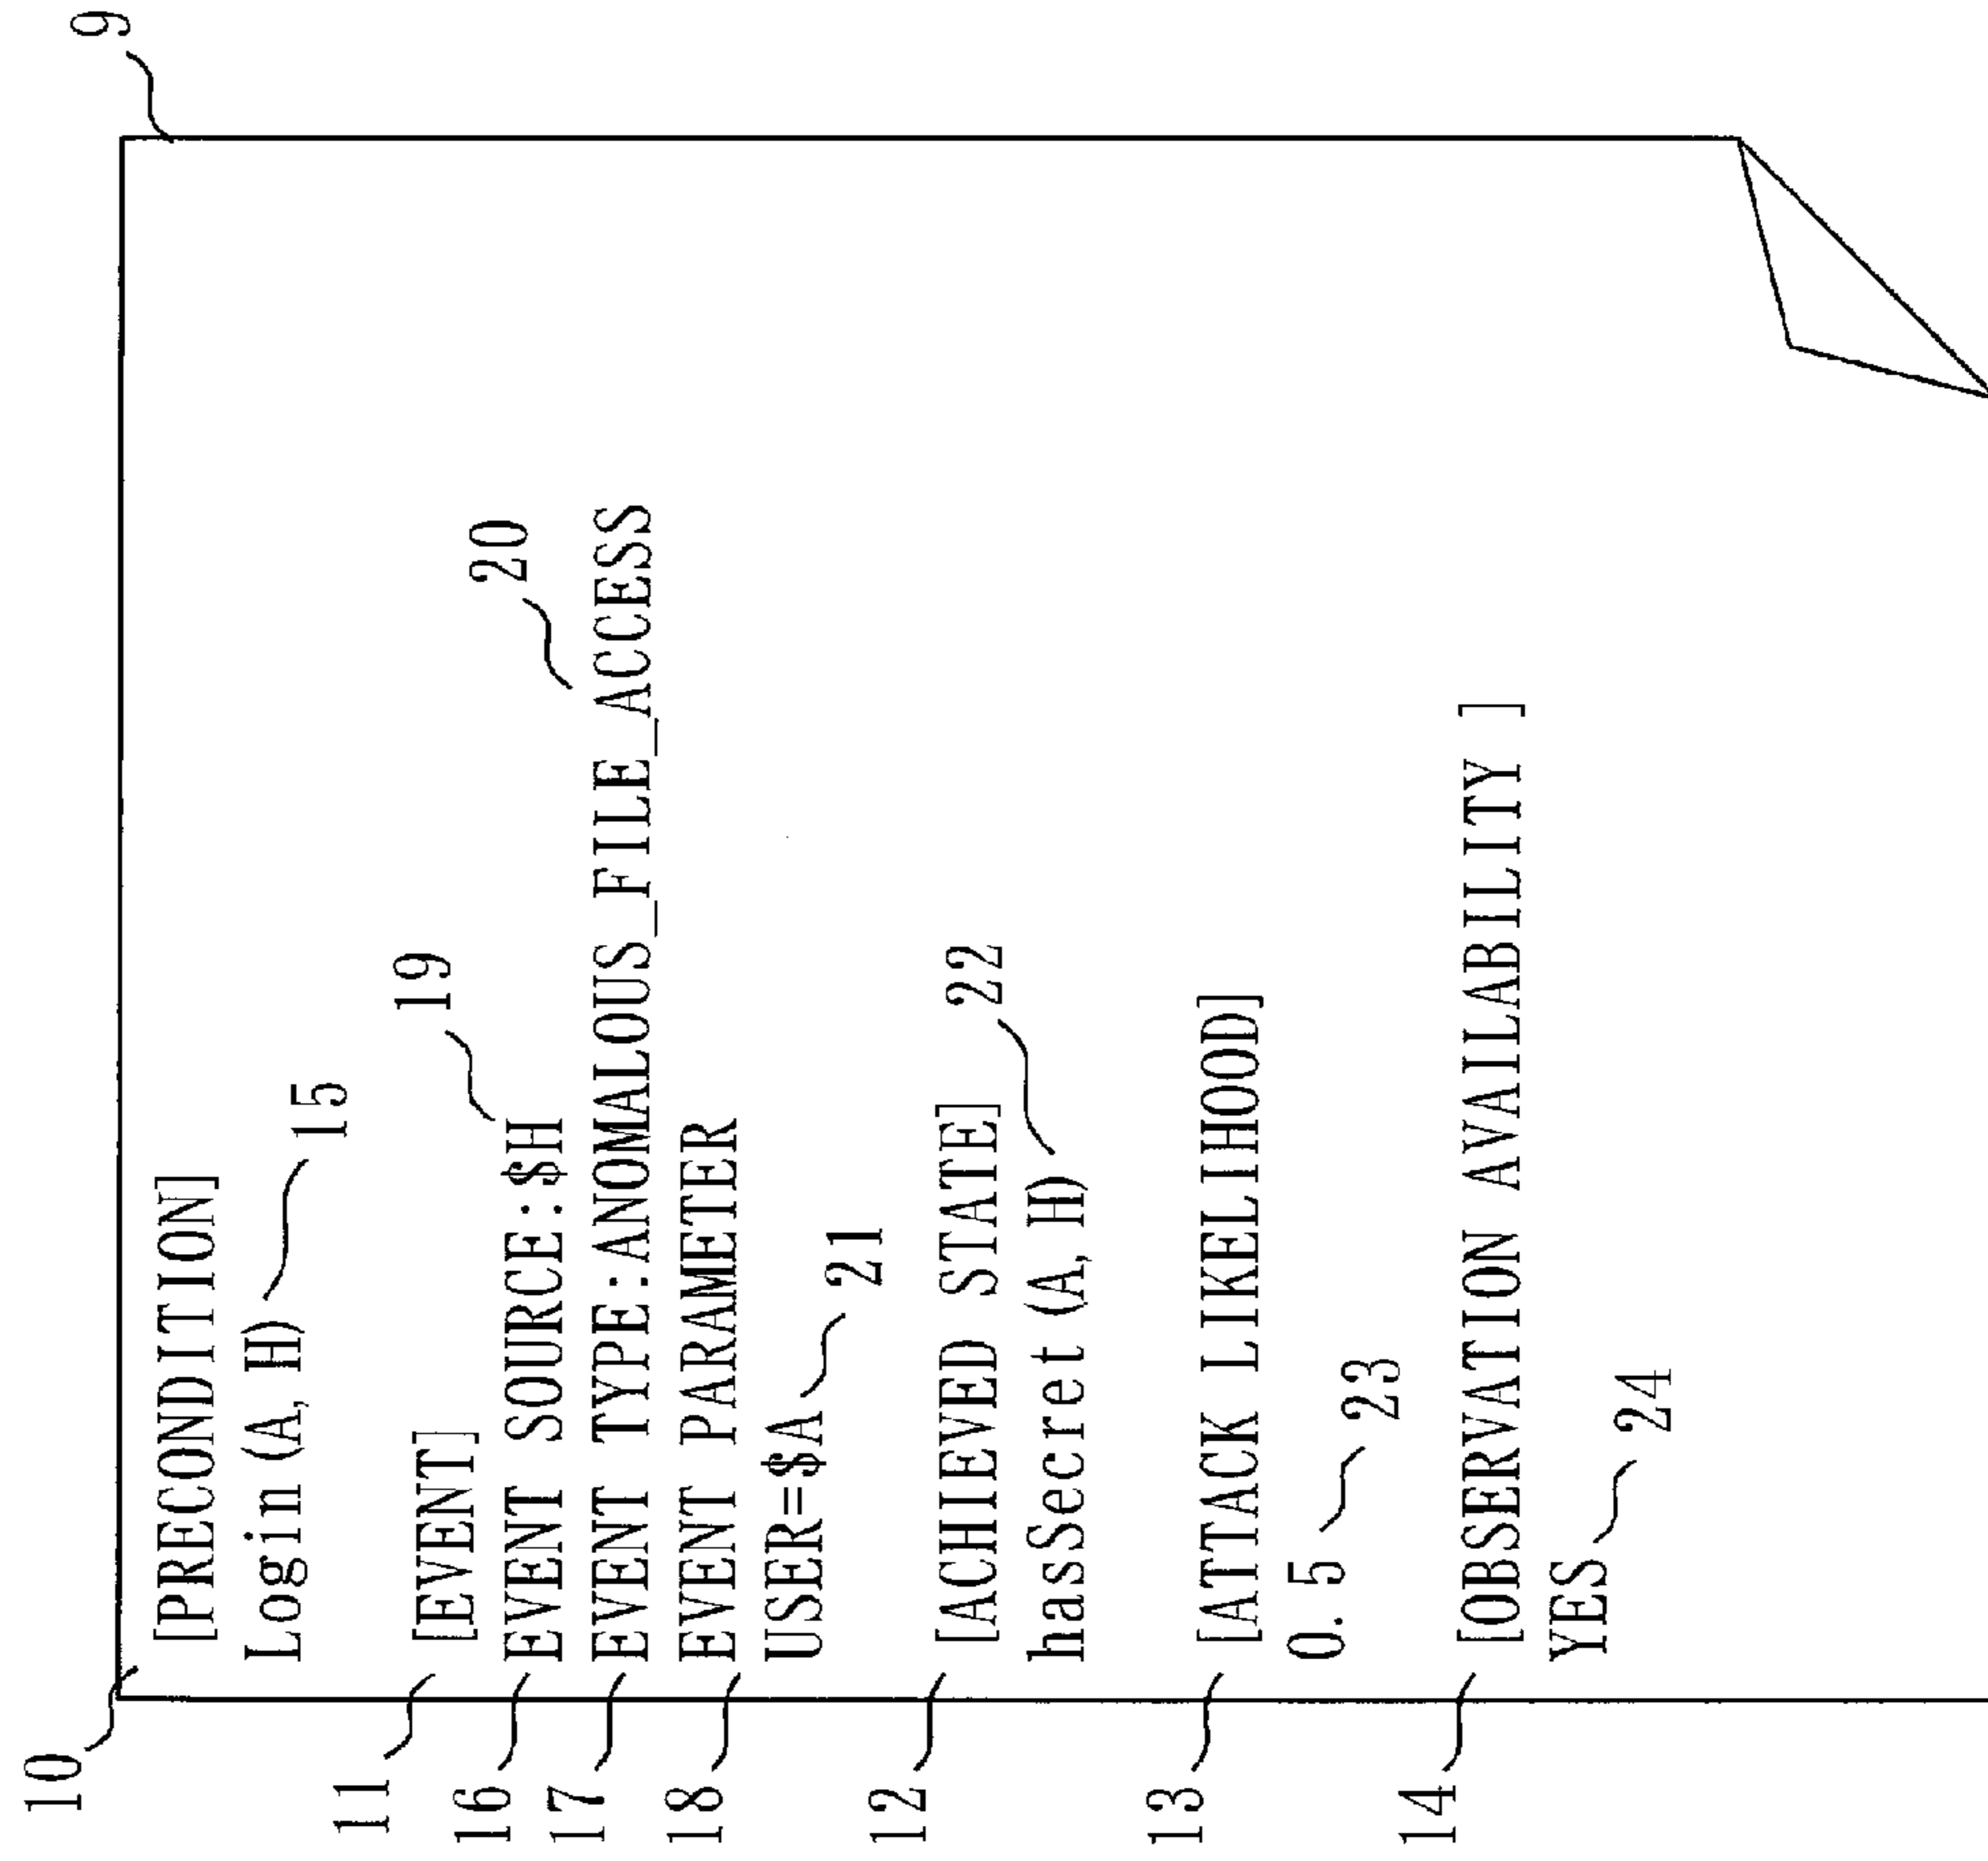 9
10 [PRECONDITION]
Login (A, H) 15
11 [EVENT]
16 EVENT SOURCE:$H 19
17 EVENT TYPE:ANOMALOUS_FILE_ACCESS 20
18 EVENT PARAMETER
USER=$A 21
12 [ACHIEVED STATE]
hasSecret (A, H) 22
13 [ATTACK LIKELIHOOD]
0.5 23
14 [OBSERVATION AVAILABILITY ]
YES 24